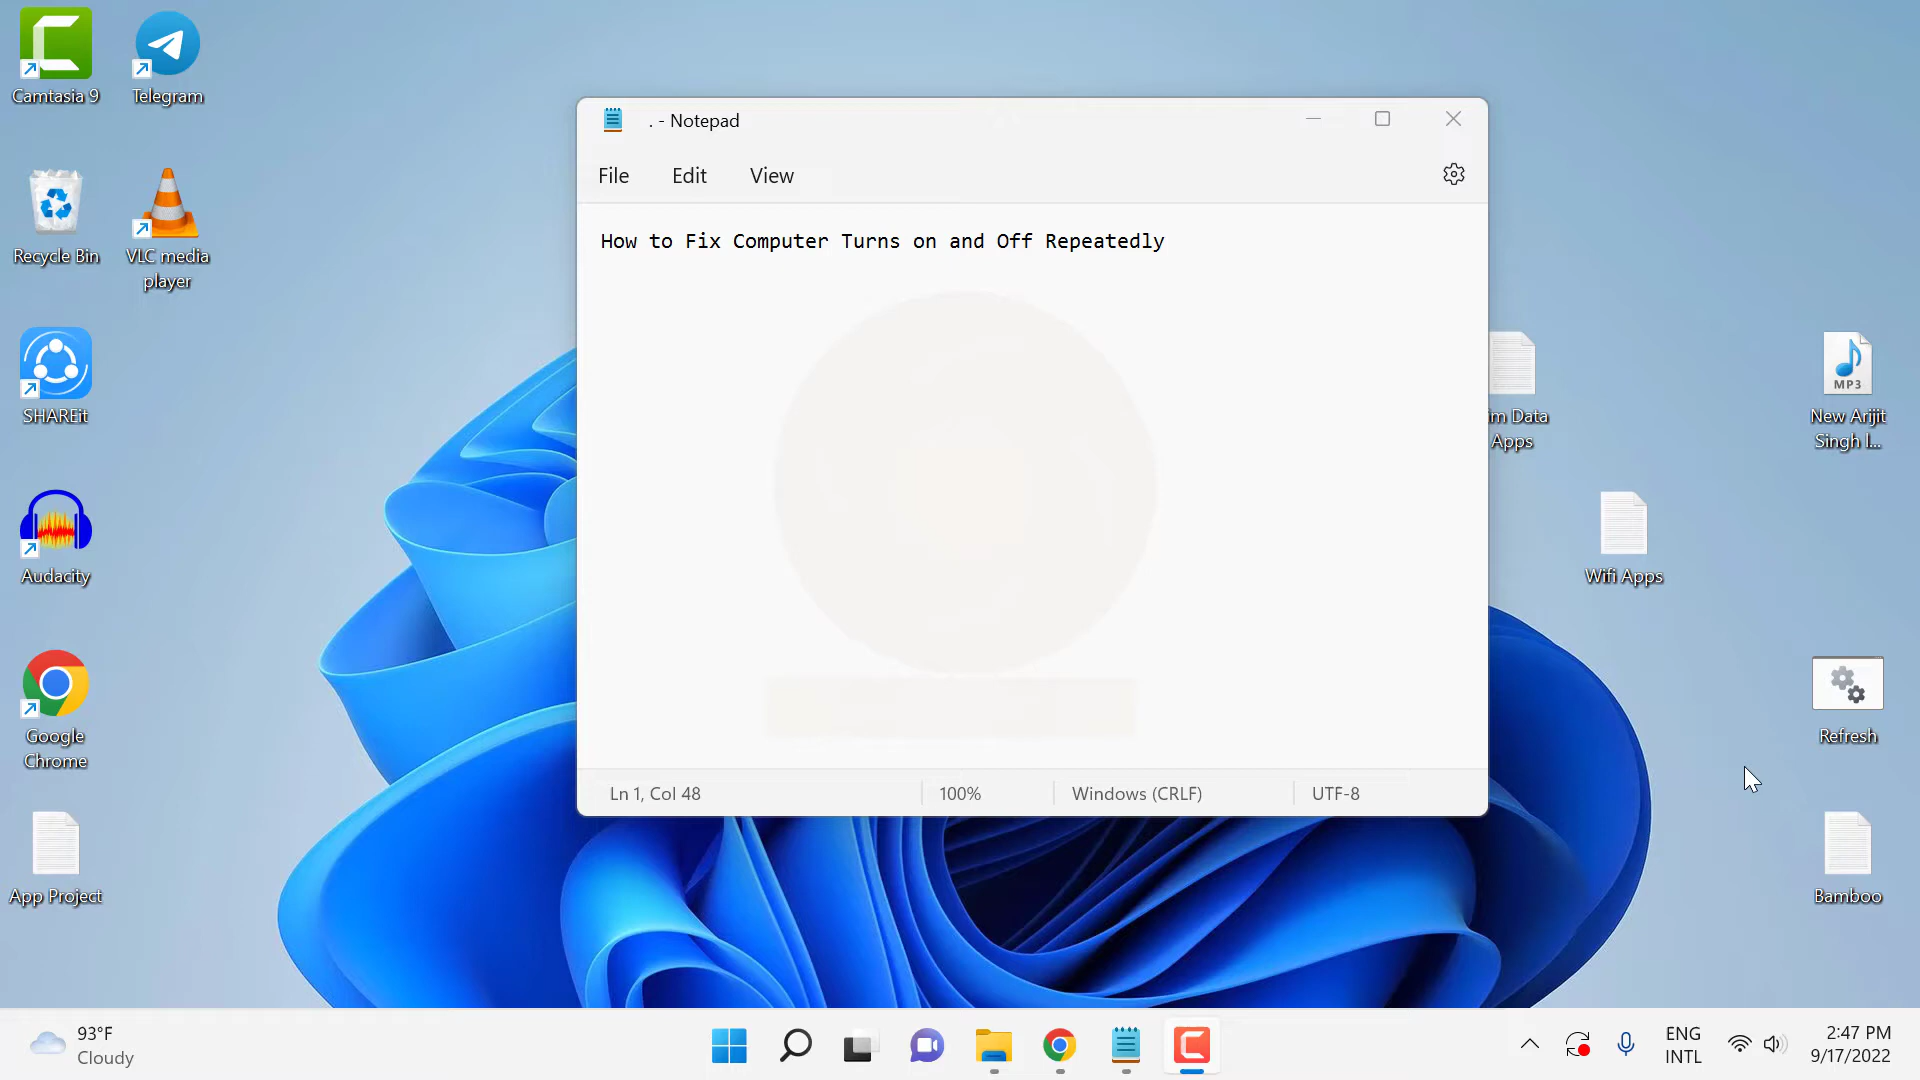 Camtasia 9
Telegram
Recycle Bin
VLC media
player
SHAREit
Audacity
Google
Chrome
App Project
. - Notepad
File
Edit
View
How to Fix Computer Turns on and Off Repeatedly
Ln 1, Col 48
100%
Windows (CRLF)
UTF-8
Data
Apps
MP3
New Arijit
Singh I...
Wifi Apps
Refresh
Bamboo
93°F
Cloudy
ENG
INTL
2:47 PM
9/17/2022